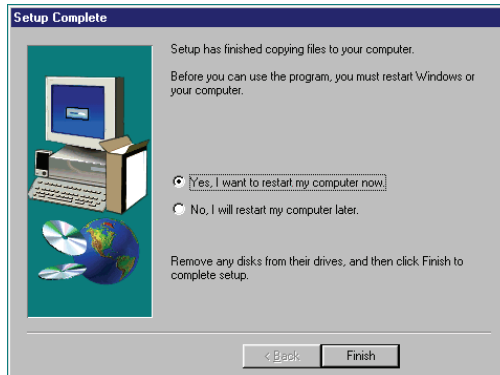 Setup Complete
Setup has finished copying files to your computer.
Before you can use the program, you must restart Windows or
your computer.
Yes, I want to restart my computer now.
No, I will restart my computer later.
Remove any disks from their drives, and then click Finish to
complete setup.
< Back
Finish